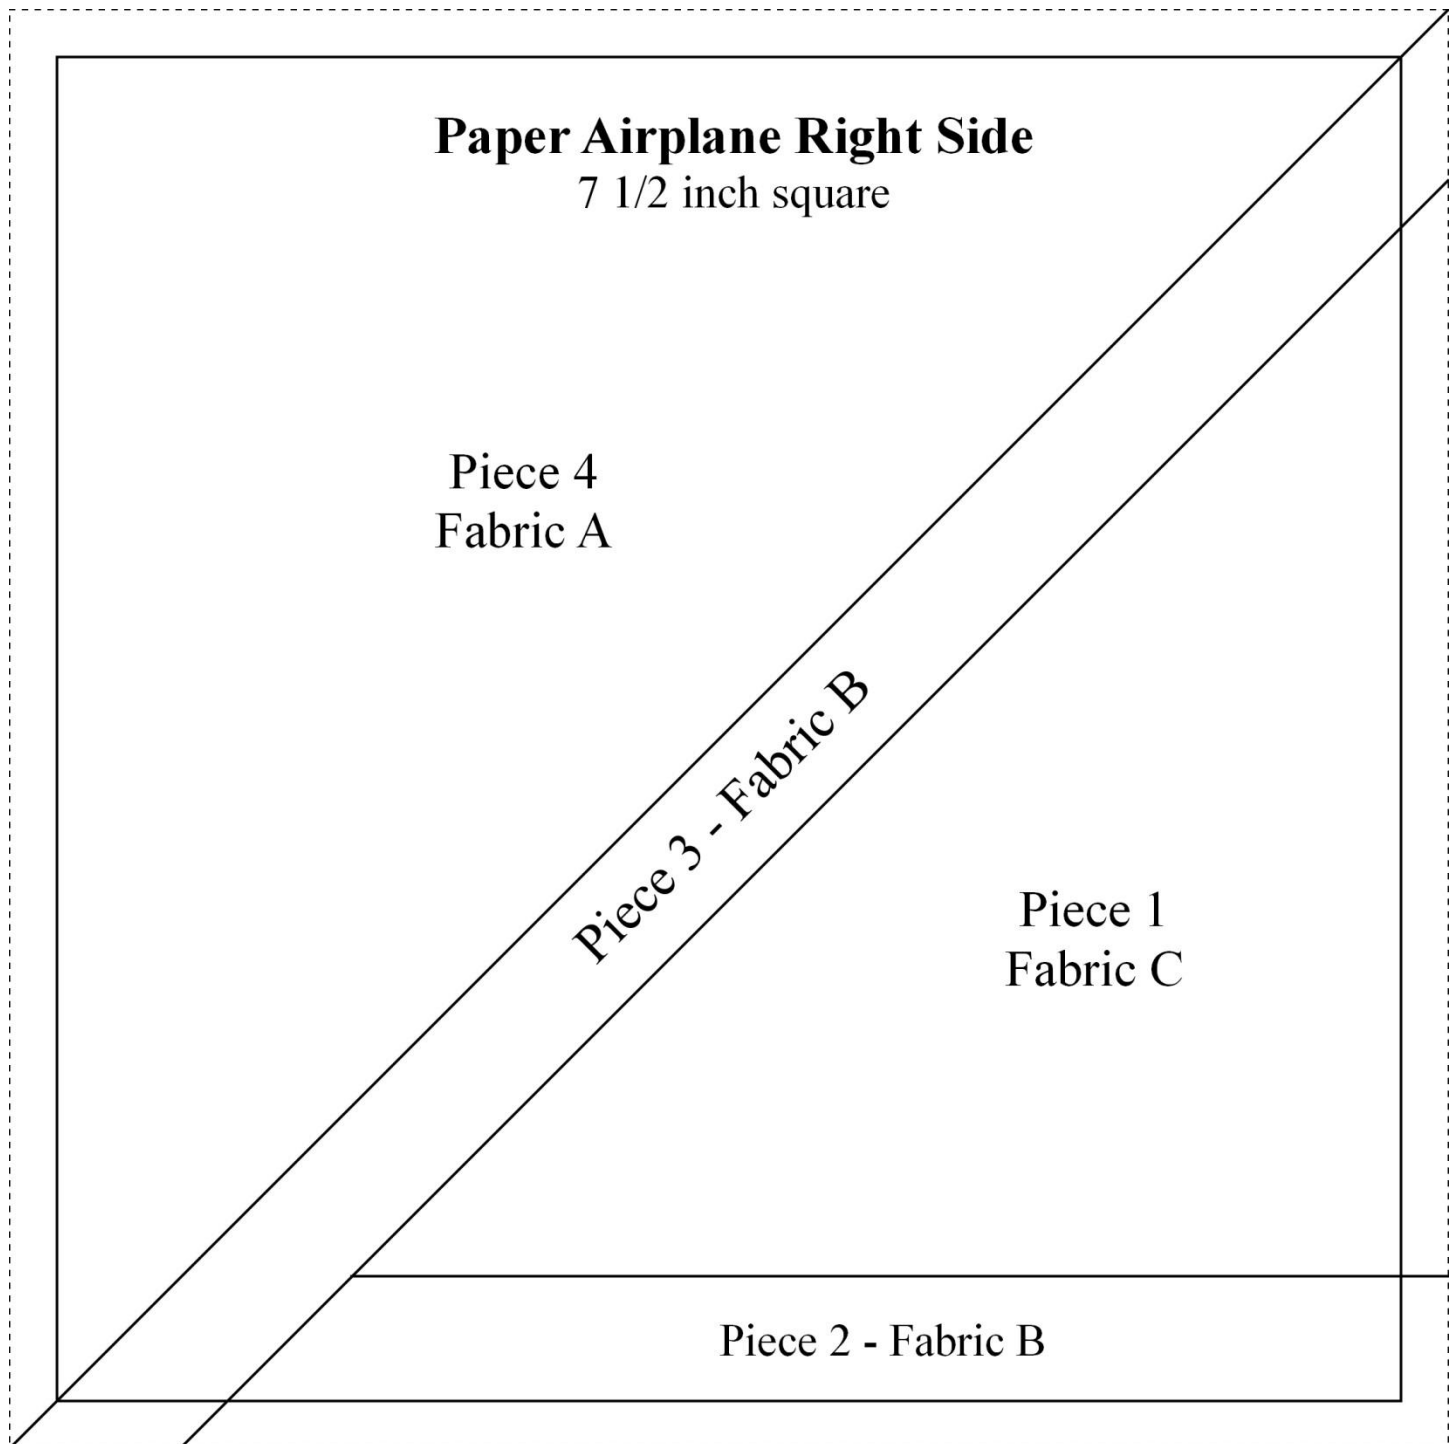 Paper Airplane Right Side
7 1/2 inch square
Piece 4
Fabric A
Piece 3 - Fabric B
Piece 1
Fabric C
Piece 2 - Fabric B